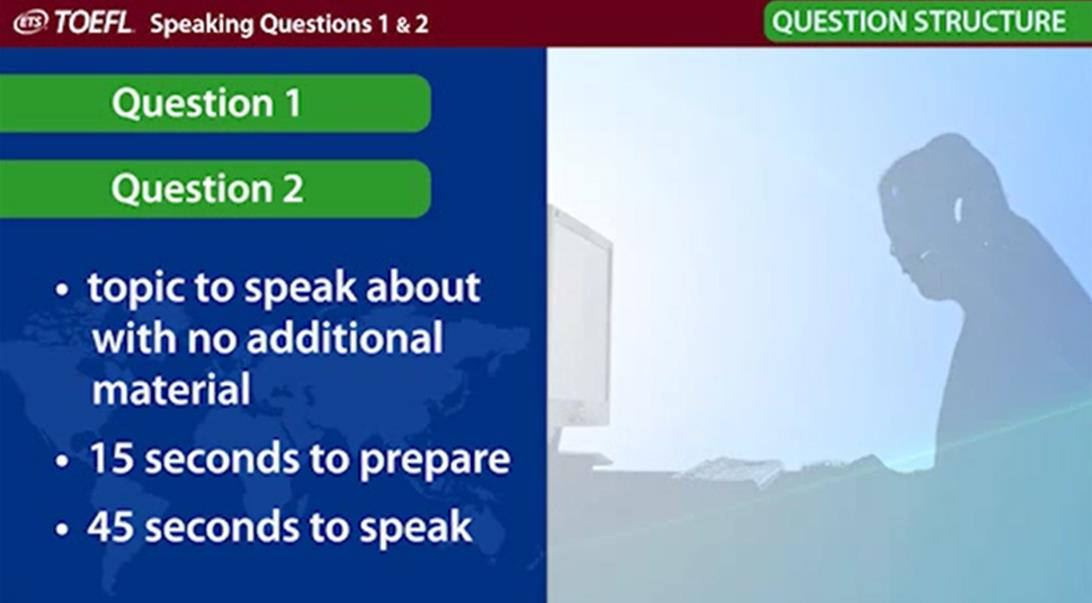 ETS TOEFL Speaking Questions 1 & 2
QUESTION STRUCTURE
Question 1
Question 2
• topic to speak about
with no additional
material
• 15 seconds to prepare
• 45 seconds to speak